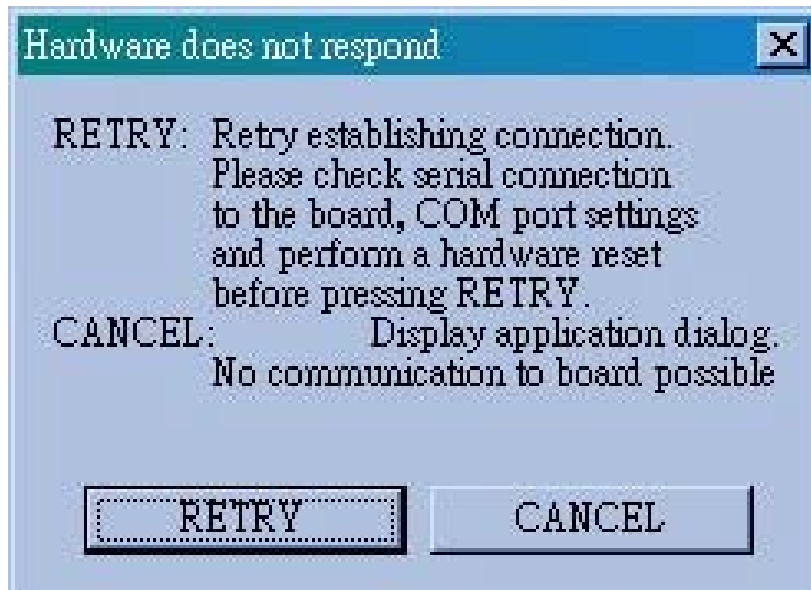 Hardware does not respond
RETRY: Retry establishing connection.
Please check serial connection
to the board, COM port settings
and perform a hardware reset
before pressing RETRY.
CANCEL: Display application dialog.
No communication to board possible
RETRY CANCEL